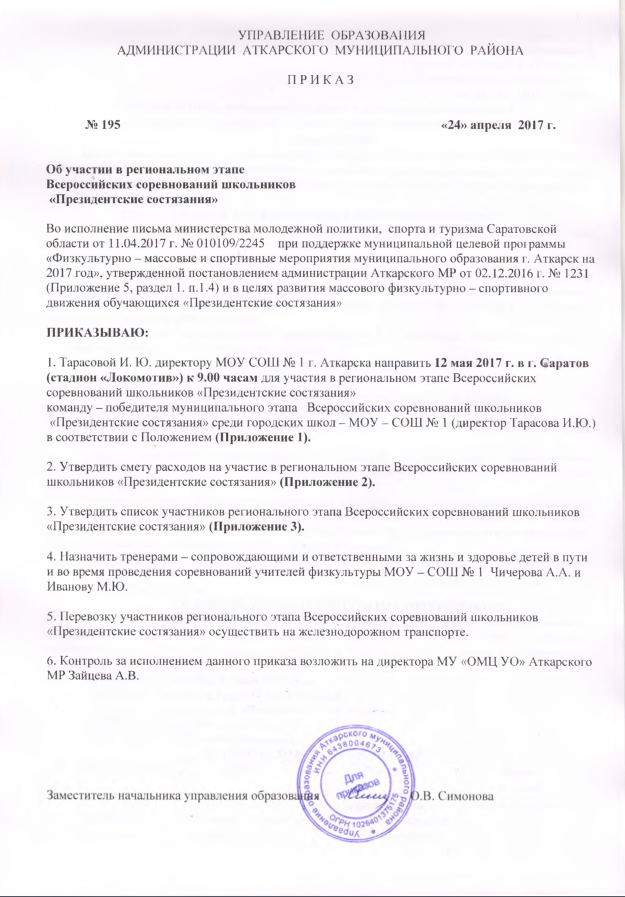 УПРАВЛЕНИЕ ОБРАЗОВАНИЯ
АДМИНИСТРАЦИИ АТКАРСКОГО МУНИЦИПАЛЬНОГО РАЙОНА
П Р И К А З
№ 195 «24» апреля 2017 г.
Об участии в региональном этапе
Всероссийских соревнований школьников
«Президентские состязания»
Во исполнение письма министерства молодежной политики, спорта и туризма Саратовской
области от 11.04.2017 г. № 010109/2245 при поддержке муниципальной целевой программы
«Физкультурно – массовые и спортивные мероприятия муниципального образования г. Аткарск на
2017 год», утвержденной постановлением администрации Аткарского МР от 02.12.2016 г. № 1231
(Приложение 5, раздел 1. п.1.4) и в целях развития массового физкультурно – спортивного
движения обучающихся «Президентские состязания»
ПРИКАЗЫВАЮ:
1. Тарасовой И. Ю. директору МОУ СОШ № 1 г. Аткарска направить 12 мая 2017 г. в г. Саратов
(стадион «Локомотив») к 9.00 часам для участия в региональном этапе Всероссийских
соревнований школьников «Президентские состязания»
команду – победителя муниципального этапа Всероссийских соревнований школьников
«Президентские состязания» среди городских школ – МОУ – СОШ № 1 (директор Тарасова И.Ю.)
в соответствии с Положением (Приложение 1).
2. Утвердить смету расходов на участие в региональном этапе Всероссийских соревнований
школьников «Президентские состязания» (Приложение 2).
3. Утвердить список участников регионального этапа Всероссийских соревнований школьников
«Президентские состязания» (Приложение 3).
4. Назначить тренерами – сопровождающими и ответственными за жизнь и здоровье детей в пути
и во время проведения соревнований учителей физкультуры МОУ – СОШ № 1 Чичерова А.А. и
Иванову М.Ю.
5. Перевозку участников регионального этапа Всероссийских соревнований школьников
«Президентские состязания» осуществить на железнодорожном транспорте.
6. Контроль за исполнением данного приказа возложить на директора МУ «ОМЦ УО» Аткарского
МР Зайцева А.В.
Заместитель начальника управления образования О.В. Симонова
Управление образования Аткарского муниципального района
ИНН 6438004673
Для
приказов
ОГРН 1026401375175